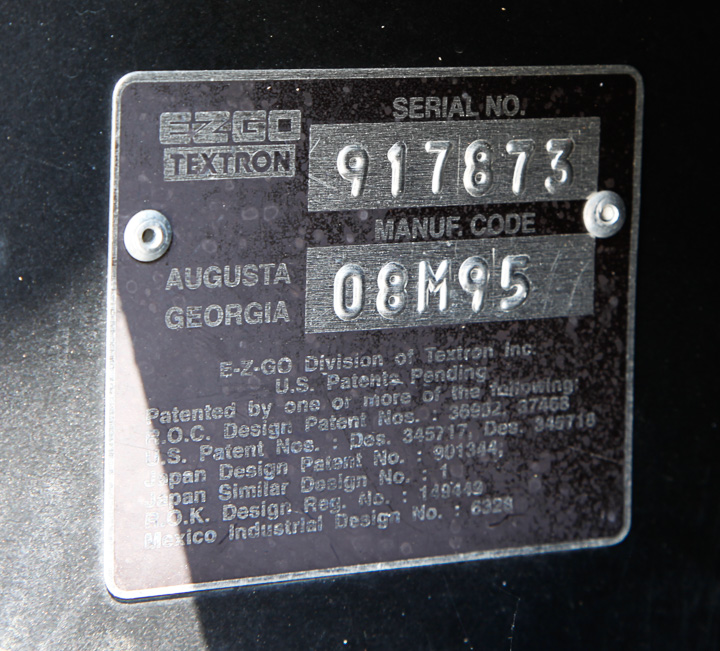 EZGO
TEXTRON
SERIAL NO.
917873
MANUF. CODE
08M95
AUGUSTA
GEORGIA
E-Z-GO Division of Textron Inc.
U.S. Patents Pending
Patented by one or more of the following:
R.O.C. Design Patent Nos. : 36902, 37468
U.S. Patent Nos. : Des. 345717, Des. 345718
Japan Design Patent No. : 901344,
Japan Similar Design No. : 1
R.O.K. Design Reg. No. : 149449
Mexico Industrial Design No. : 6328